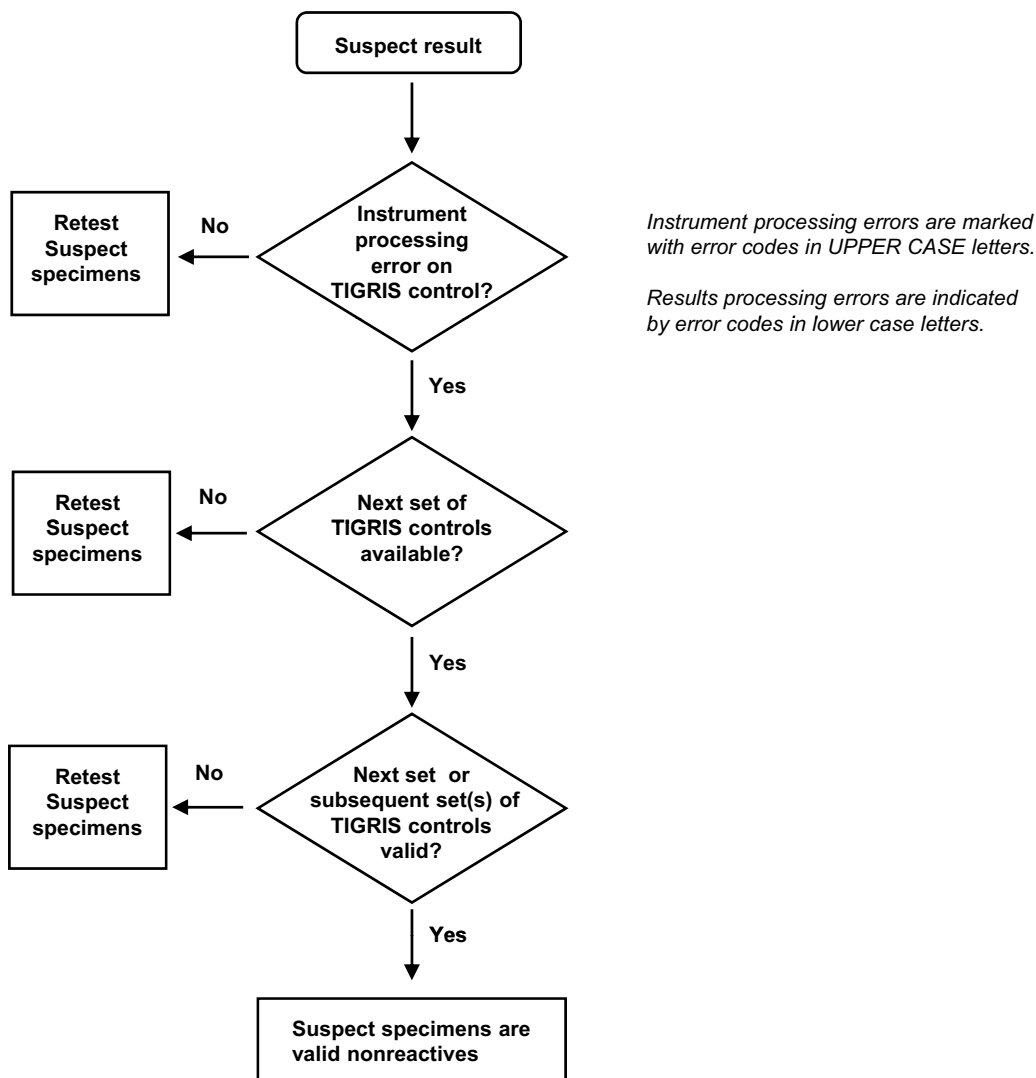 Suspect result
Instrument
processing
error on
TIGRIS control?
No
Retest
Suspect
specimens
Instrument processing errors are marked
with error codes in UPPER CASE letters.
Results processing errors are indicated
by error codes in lower case letters.
Yes
Next set of
TIGRIS controls
available?
No
Retest
Suspect
specimens
Yes
Next set or
subsequent set(s) of
TIGRIS controls
valid?
No
Retest
Suspect
specimens
Yes
Suspect specimens are
valid nonreactives